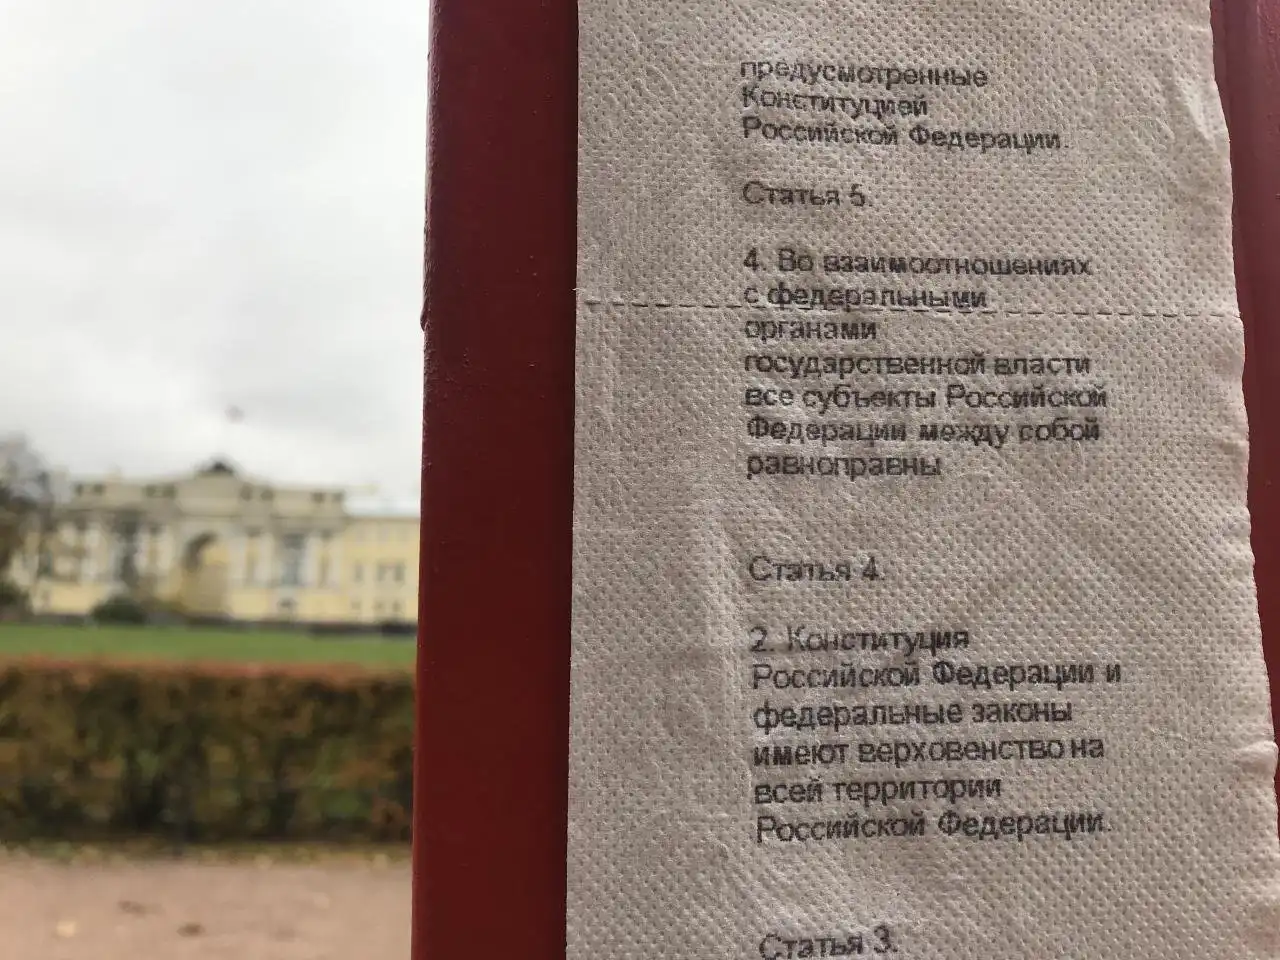 предусмотренные
Конституцией
Российской Федерации.
Статья 5.
4. Во взаимоотношениях
с федеральными
органами
государственной власти
все субъекты Российской
Федерации между собой
равноправны
Статья 4.
2. Конституция
Российской Федерации и
федеральные законы
имеют верховенство на
всей территории
Российской Федерации.
Статья 3.